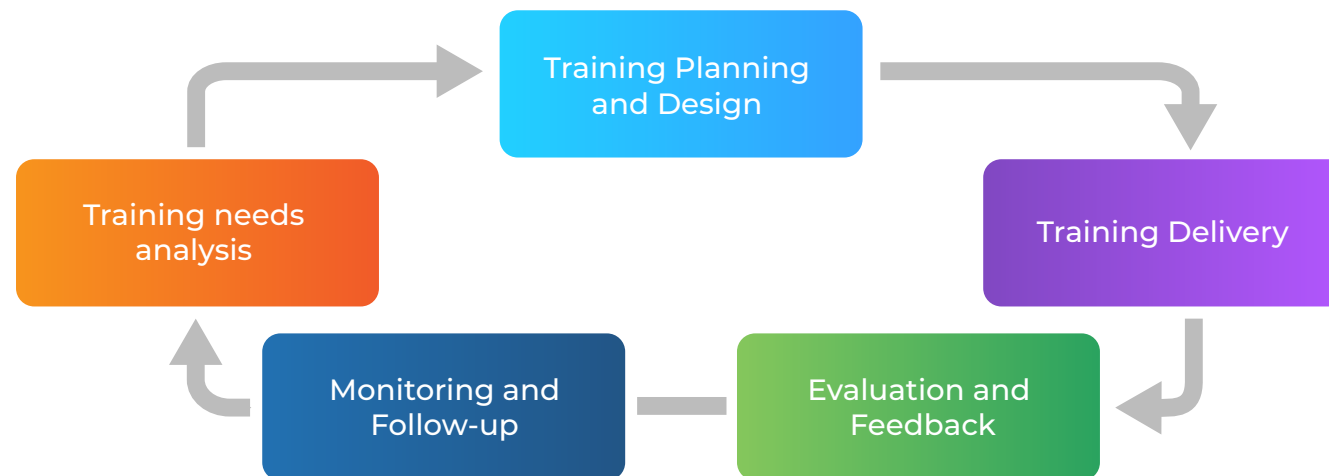 Training Planning
and Design
Training needs
analysis
Training Delivery
Monitoring and
Follow-up
Evaluation and
Feedback